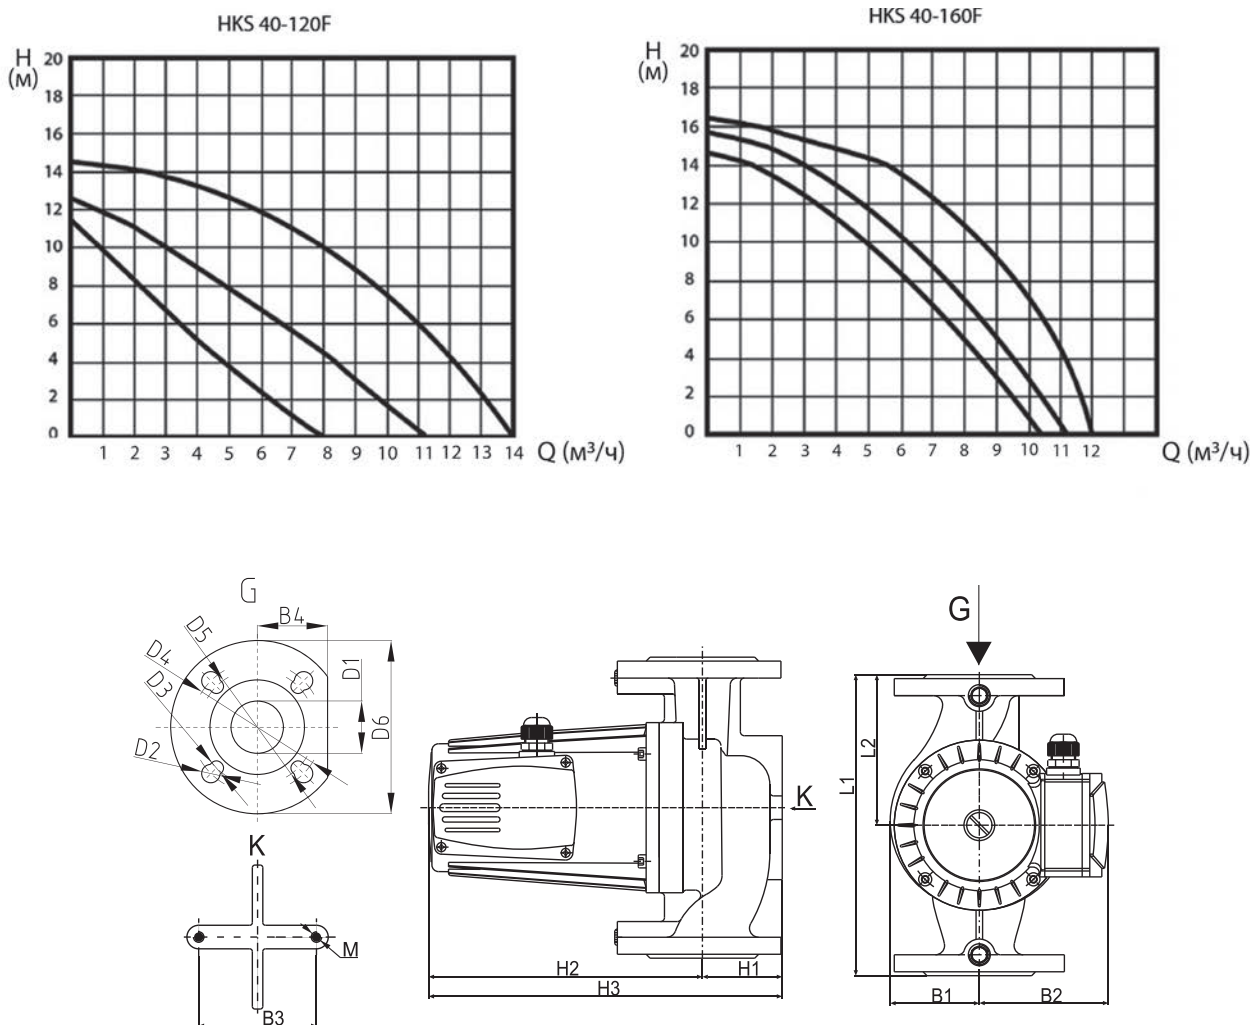 HKS 40-120F
H
(м)
20
18
16
14
12
10
8
6
4
2
0
1 2 3 4 5 6 7 8 9 10 11 12 13 14 Q (м³/ч)
HKS 40-160F
H
(м)
20
18
16
14
12
10
8
6
4
2
0
1 2 3 4 5 6 7 8 9 10 11 12 Q (м³/ч)
G
B4
D5
D4
D3
D2
D1
D6
K
M
B3
K
H2 H1
H3
G
L2
L1
B1 B2